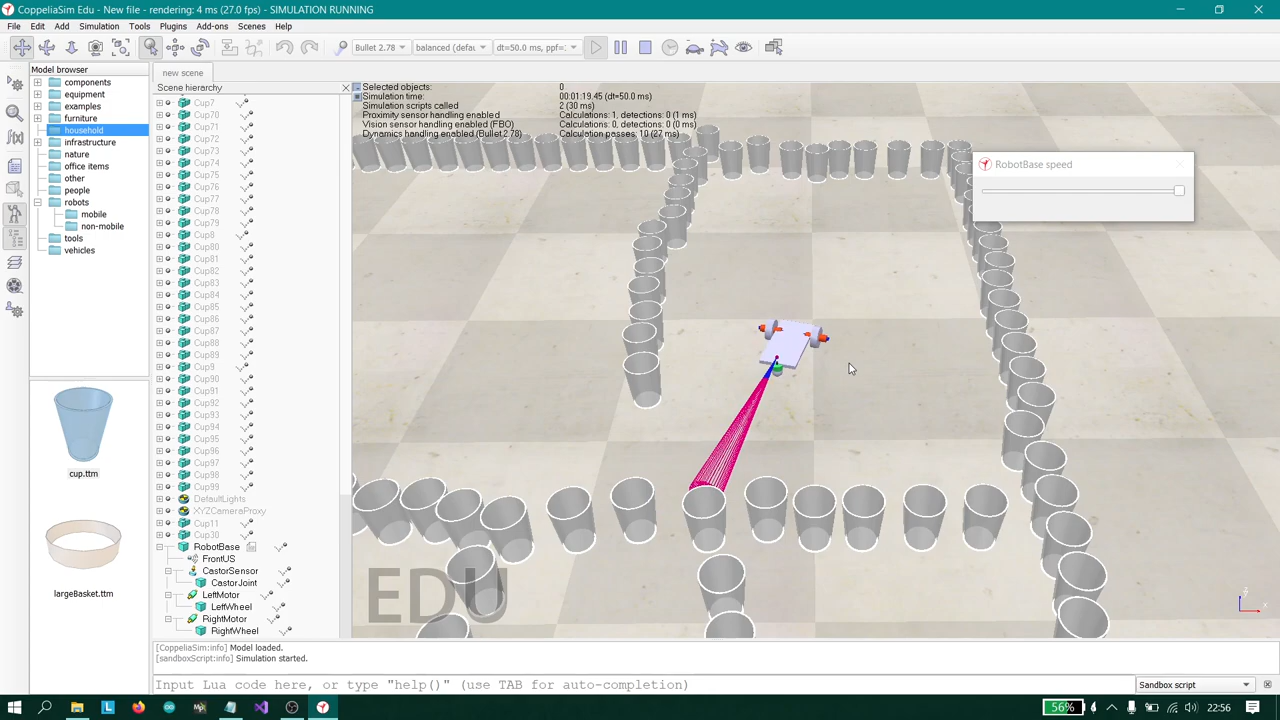 CoppeliaSim Edu - New file - rendering: 4 ms (27.0 fps) - SIMULATION RUNNING
File Edit Add Simulation Tools Plugins Add-ons Scenes Help
Bullet 2.78 balanced (defau dt=50.0 ms, ppf=:
Model browser
components
equipment
examples
furniture
household
infrastructure
nature
office items
other
people
robots
mobile
non-mobile
tools
vehicles
cup.ttm
largeBasket.ttm
new scene
Scene hierarchy
Cup7
Cup70
Cup71
Cup72
Cup73
Cup74
Cup75
Cup76
Cup77
Cup78
Cup79
Cup8
Cup80
Cup81
Cup82
Cup83
Cup84
Cup85
Cup86
Cup87
Cup88
Cup89
Cup9
Cup90
Cup91
Cup92
Cup93
Cup94
Cup95
Cup96
Cup97
Cup98
Cup99
DefaultLights
XYZCameraProxy
Cup11
Cup30
RobotBase
FrontUS
CastorSensor
CastorJoint
LeftMotor
LeftWheel
RightMotor
RightWheel
Selected objects: 0
Simulation time: 00:01:19.45 (dt=50.0 ms)
Simulation scripts called 2 (30 ms)
Proximity sensor handling enabled Calculations: 1, detections: 0 (1 ms)
Vision sensor handling enabled (FBO) Calculations: 0, detections: 0 (0 ms)
Dynamics handling enabled (Bullet 2.78) Calculation passes: 10 (27 ms)
RobotBase speed
EDU
[CoppeliaSim:info] Model loaded.
[sandboxScript:info] Simulation started.
Input Lua code here, or type "help()" (use TAB for auto-completion)
Sandbox script
56%
22:56